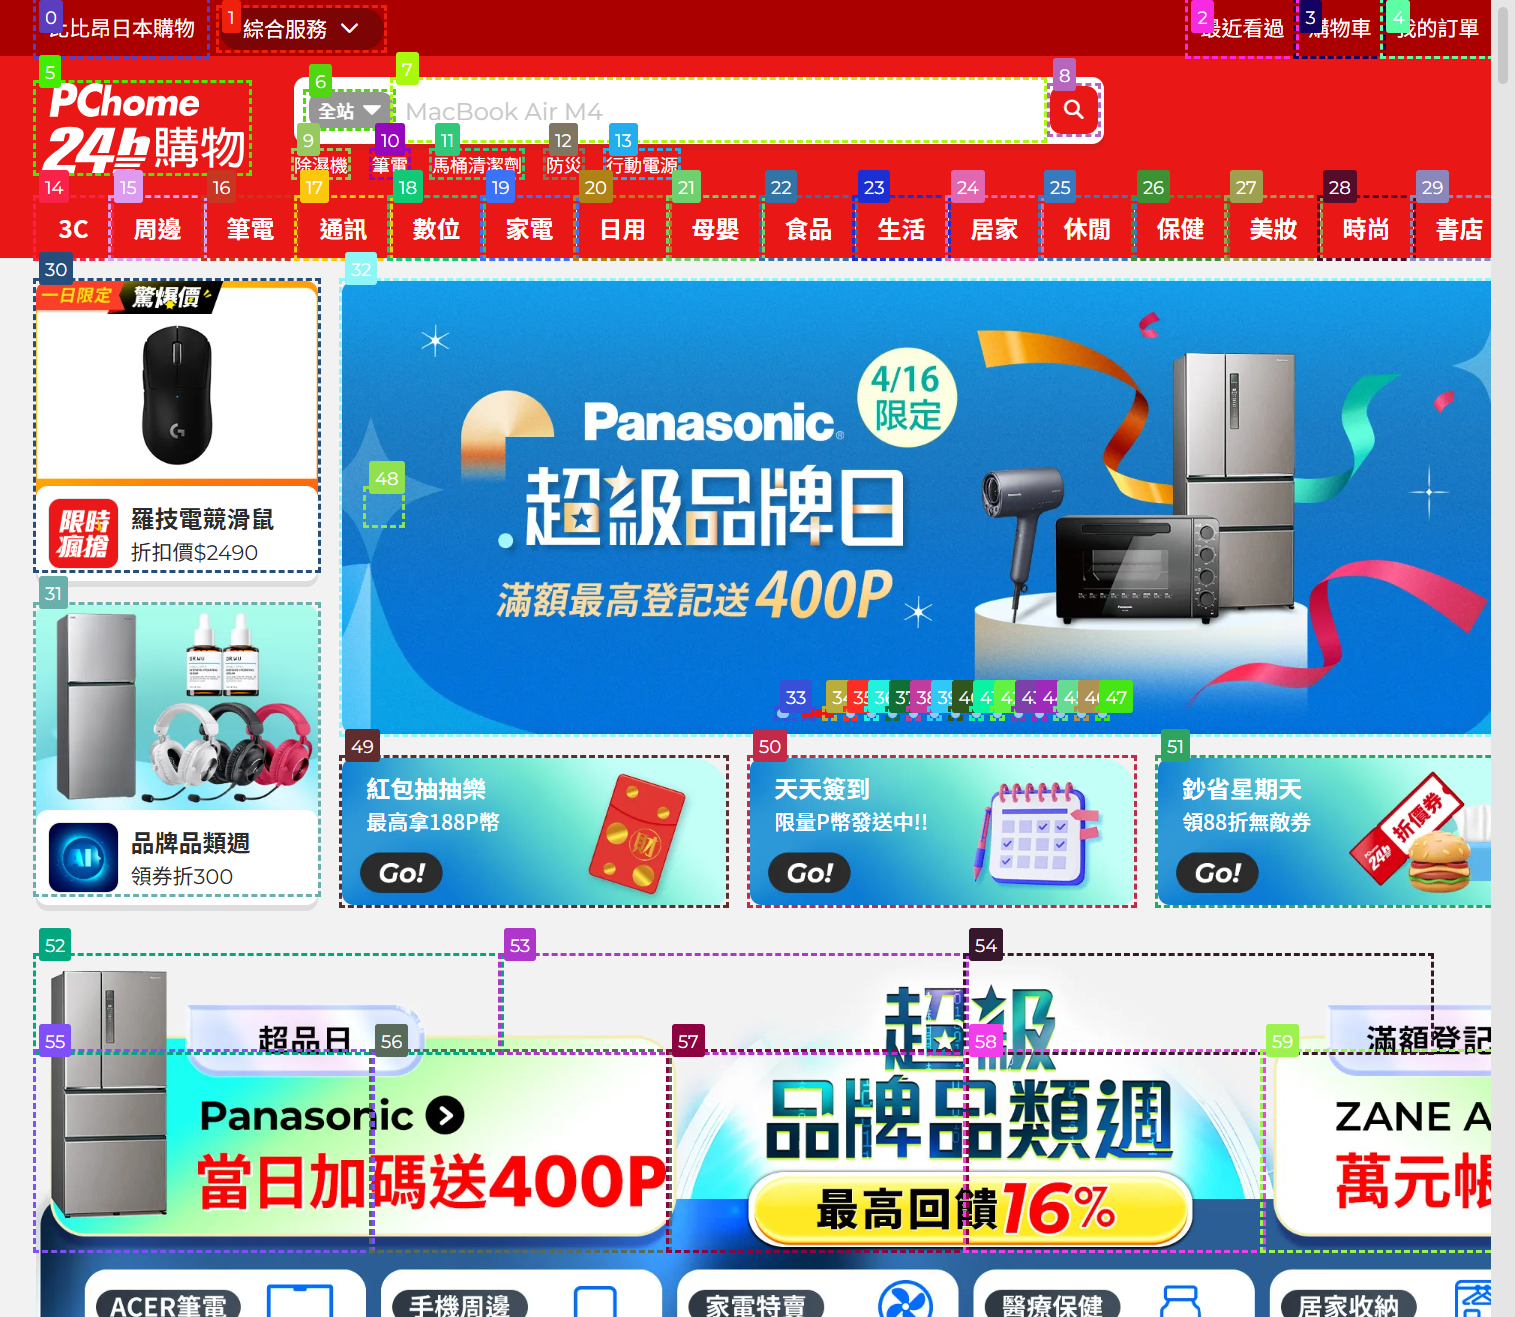 比比昂日本購物
綜合服務
最近看過
購物車
我的訂單
PChome
24h購物
全站
MacBook Air M4
除濕機
筆電
馬桶清潔劑
防災
行動電源
3C
周邊
筆電
通訊
數位
家電
日用
母嬰
食品
生活
居家
休閒
保健
美妝
時尚
書店
一日限定 驚爆價
羅技電競滑鼠
折扣價$2490
限時
瘋搶
品牌品類週
領券折300
AI
Panasonic
4/16
限定
超級品牌日
滿額最高登記送400P
紅包抽抽樂
最高拿188P幣
Go!
財
天天簽到
限量P幣發送中!!
Go!
鈔省星期天
領88折無敵券
Go!
折價券
24h
超品日
Panasonic
當日加碼送400P
超級
品牌品類週
最高回饋16%
滿額登記
ZANE A
萬元帳
ACER筆電
手機周邊
家電特賣
醫療保健
居家收納
0
1
2
3
4
5
6
7
8
9
10
11
12
13
14
15
16
17
18
19
20
21
22
23
24
25
26
27
28
29
30
31
32
33
47
48
49
50
51
52
53
54
55
56
57
58
59